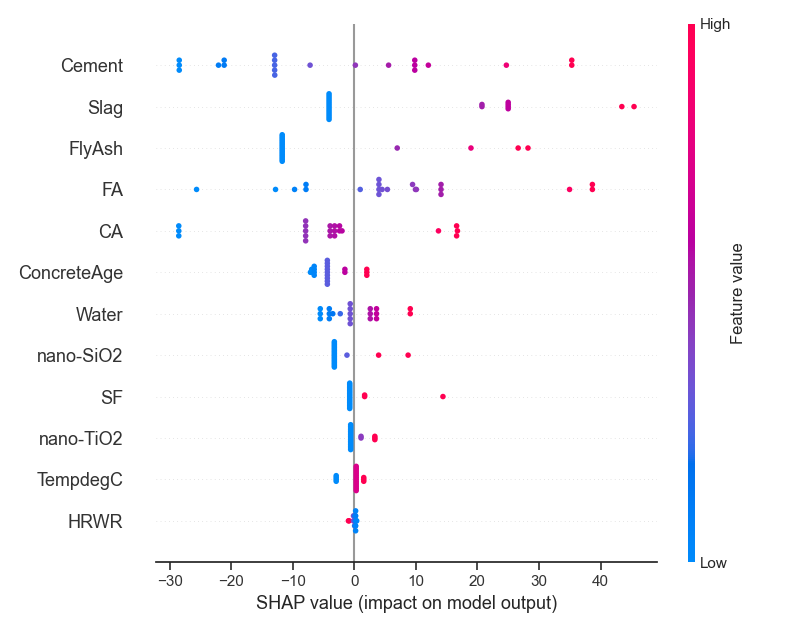 High
Cement
Slag
FlyAsh
FA
CA
ConcreteAge
Water
nano-SiO2
SF
nano-TiO2
TempdegC
HRWR
Feature value
Low
−30 −20 −10 0 10 20 30 40
SHAP value (impact on model output)